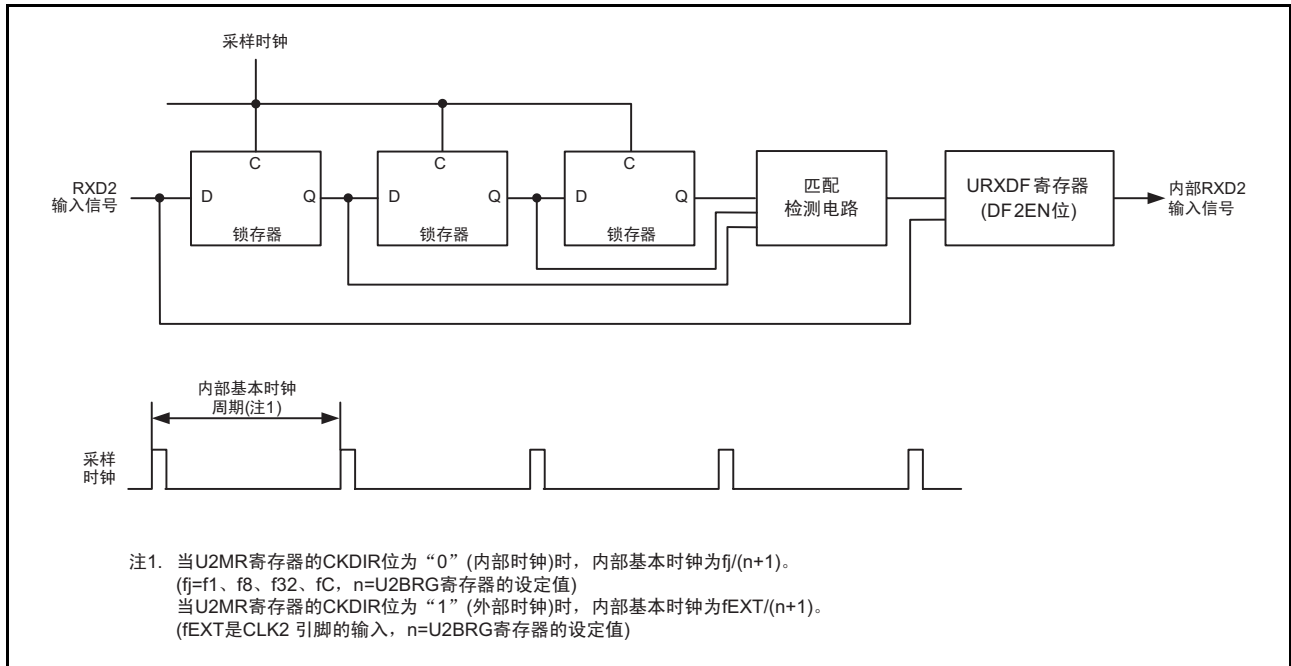 采样时钟
C
C
C
RXD2
输入信号
D
Q
D
Q
D
Q
锁存器
锁存器
锁存器
匹配
检测电路
URXDF寄存器
(DF2EN位)
内部RXD2
输入信号
内部基本时钟
周期(注1)
采样
时钟
注1. 当U2MR寄存器的CKDIR位为“0”(内部时钟)时，内部基本时钟为fj/(n+1)。
(fj=f1、f8、f32、fC，n=U2BRG寄存器的设定值)
当U2MR寄存器的CKDIR位为“1”(外部时钟)时，内部基本时钟为fEXT/(n+1)。
(fEXT是CLK2 引脚的输入，n=U2BRG寄存器的设定值)